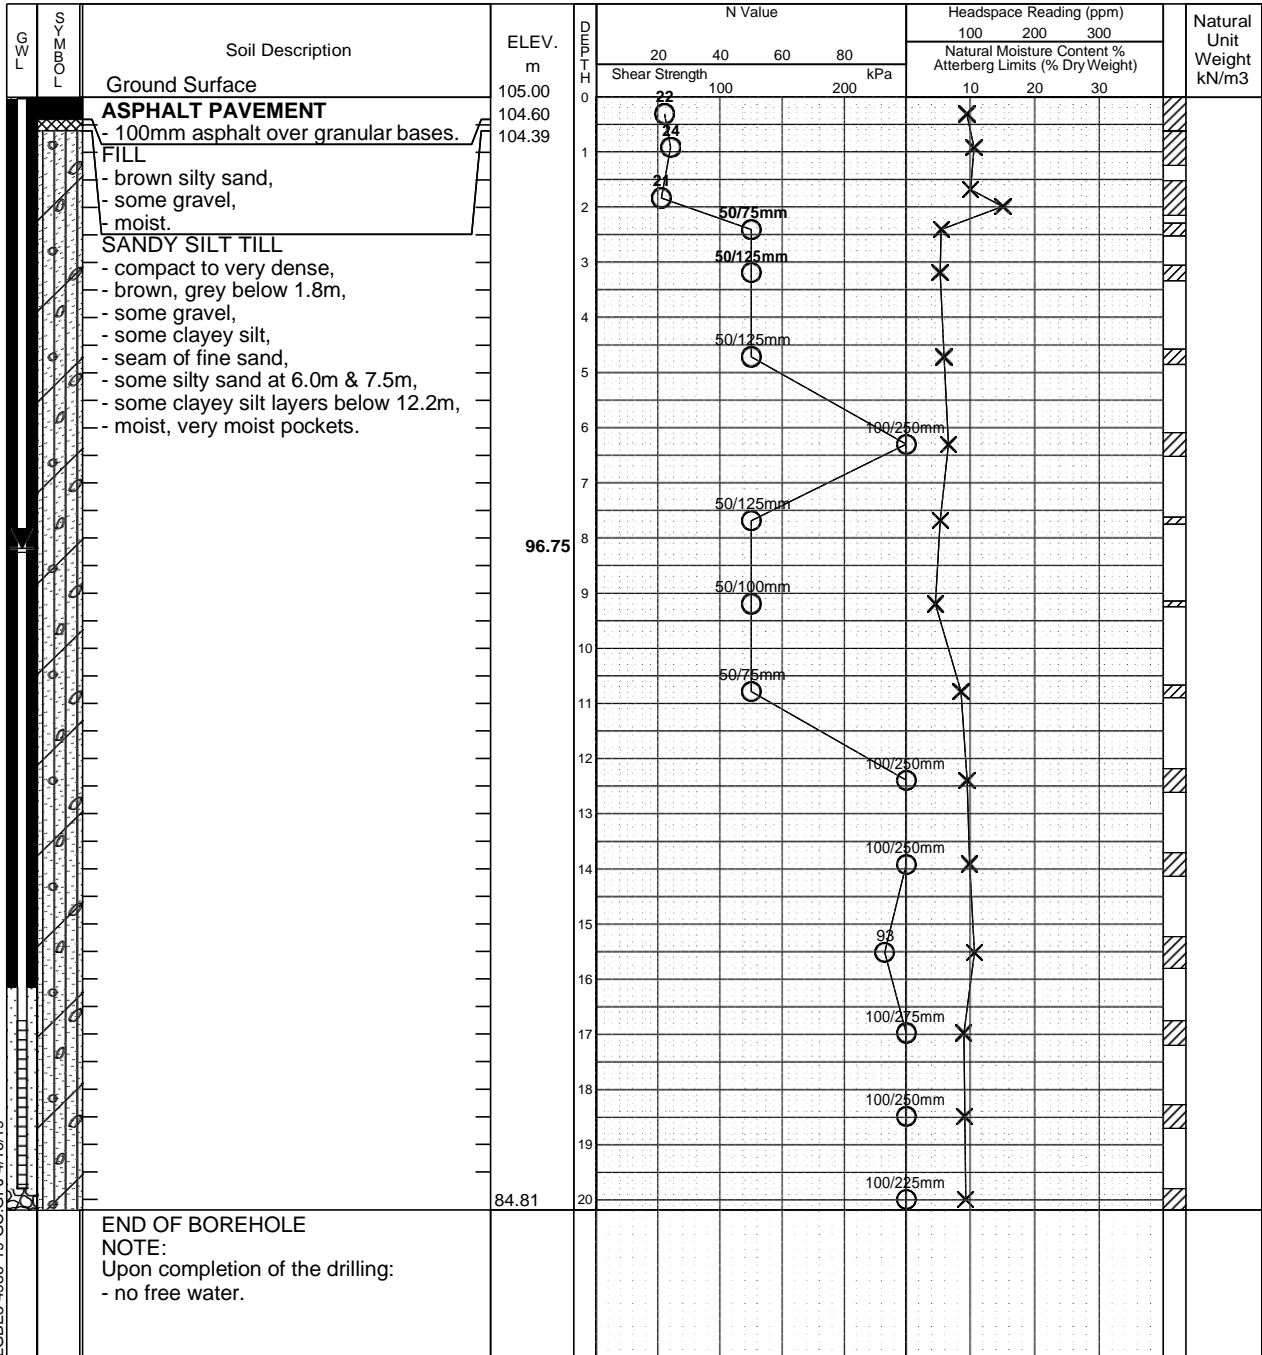 GWL
SYMBOL
Soil Description
Ground Surface
ELEV.
m
DEPTH
N Value
20 40 60 80
Shear Strength kPa
100 200
Headspace Reading (ppm)
100 200 300
Natural Moisture Content %
Atterberg Limits (% Dry Weight)
10 20 30
Natural
Unit
Weight
kN/m3
105.00
104.60
104.39
ASPHALT PAVEMENT
- 100mm asphalt over granular bases.
FILL
- brown silty sand,
- some gravel,
- moist.
SANDY SILT TILL
- compact to very dense,
- brown, grey below 1.8m,
- some gravel,
- some clayey silt,
- seam of fine sand,
- some silty sand at 6.0m & 7.5m,
- some clayey silt layers below 12.2m,
- moist, very moist pockets.
96.75
84.81
0
1
2
3
4
5
6
7
8
9
10
11
12
13
14
15
16
17
18
19
20
22
24
21
50/75mm
50/125mm
50/125mm
100/250mm
50/125mm
50/100mm
50/75mm
100/250mm
100/250mm
93
100/275mm
100/250mm
100/225mm
END OF BOREHOLE
NOTE:
Upon completion of the drilling:
- no free water.